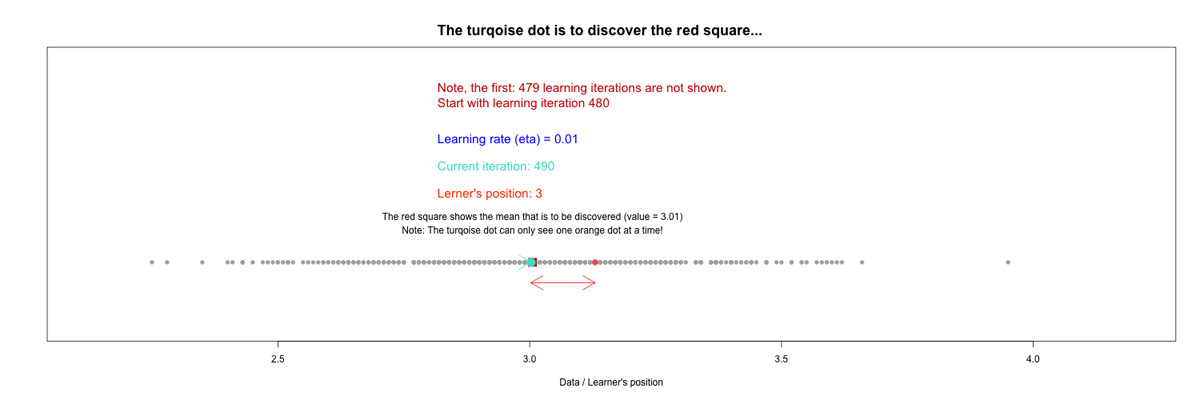 The turqoise dot is to discover the red square...
Note, the first: 479 learning iterations are not shown.
Start with learning iteration 480
Learning rate (eta) = 0.01
Current iteration: 490
Lerner's position: 3
The red square shows the mean that is to be discovered (value = 3.01)
Note: The turqoise dot can only see one orange dot at a time!
2.5 3.0 3.5 4.0
Data / Learner's position